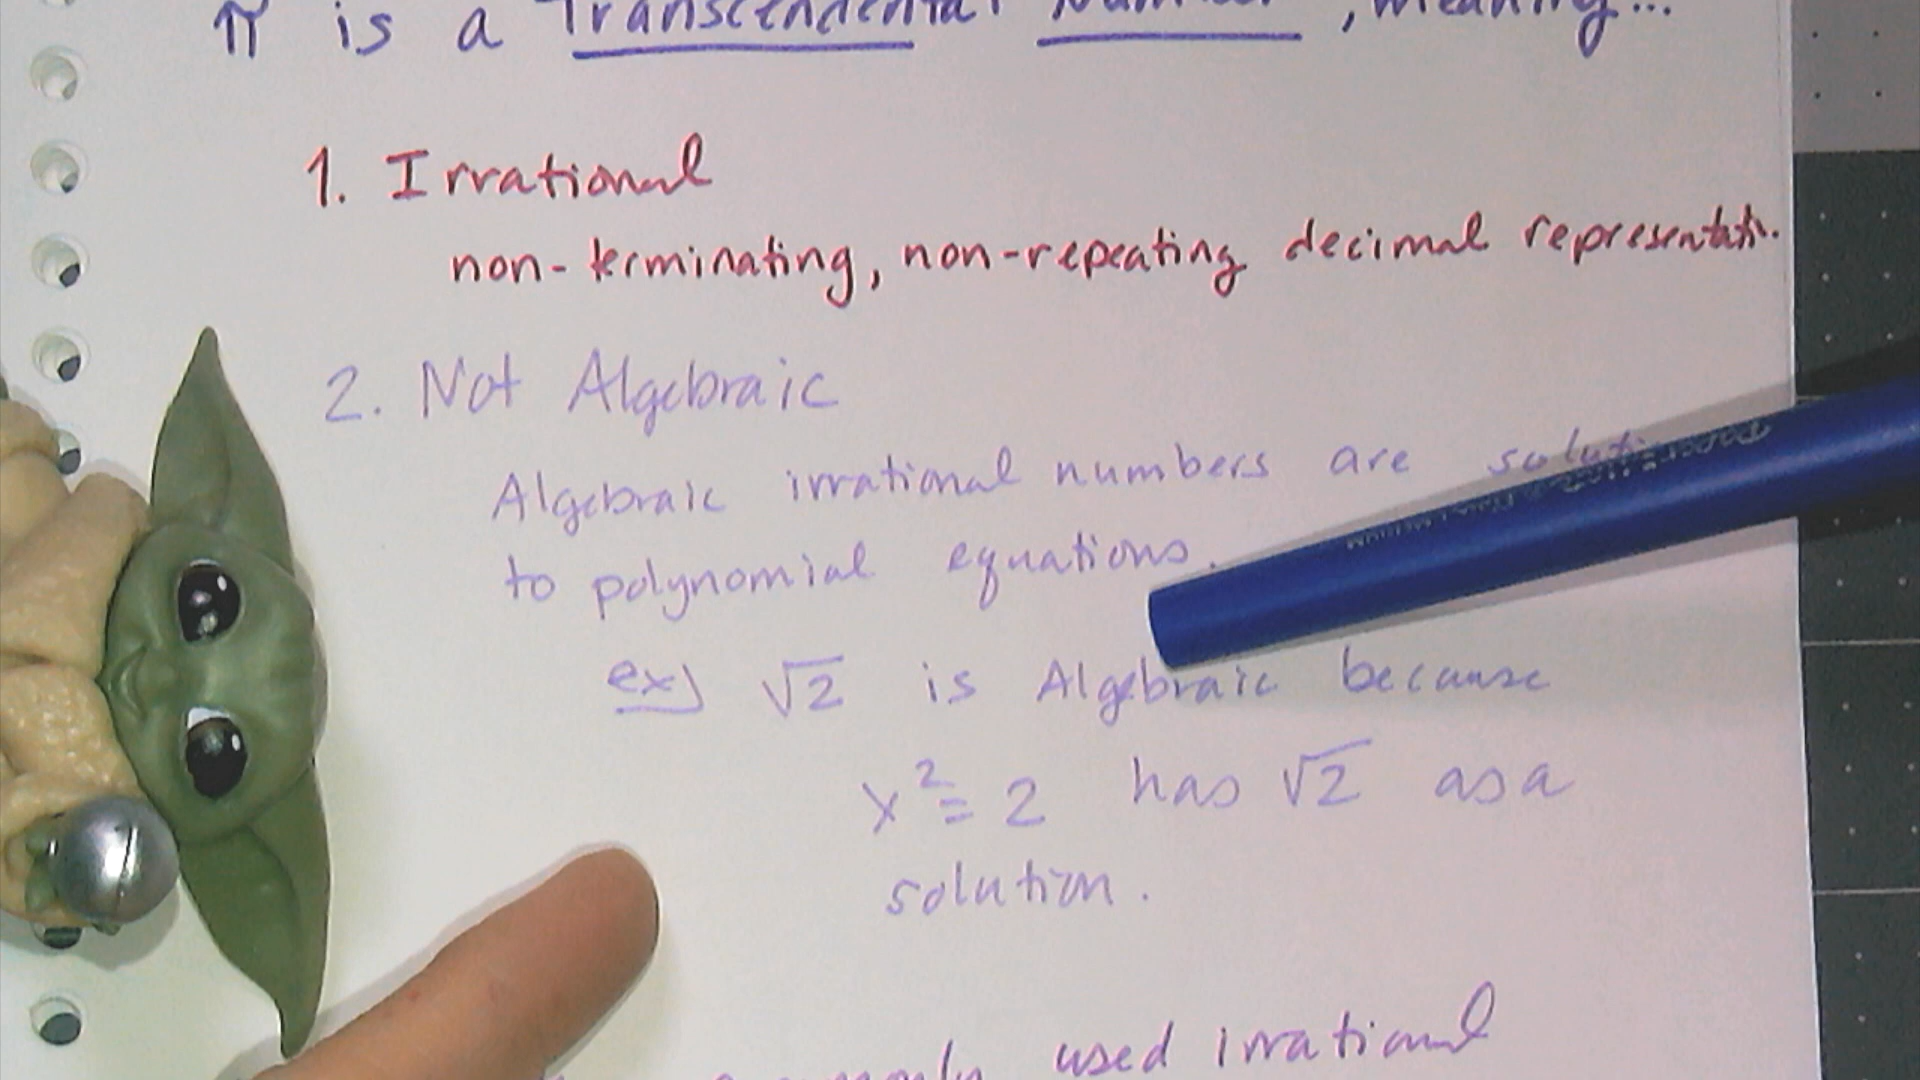 π is a Transcendental Number, meaning...
1. Irrational
non-terminating, non-repeating decimal representati.
2. Not Algebraic
Algebraic irrational numbers are
to polynomial equations.
ex) √2 is Algebraic because
x² = 2 has √2 as a
solution.
used irrational